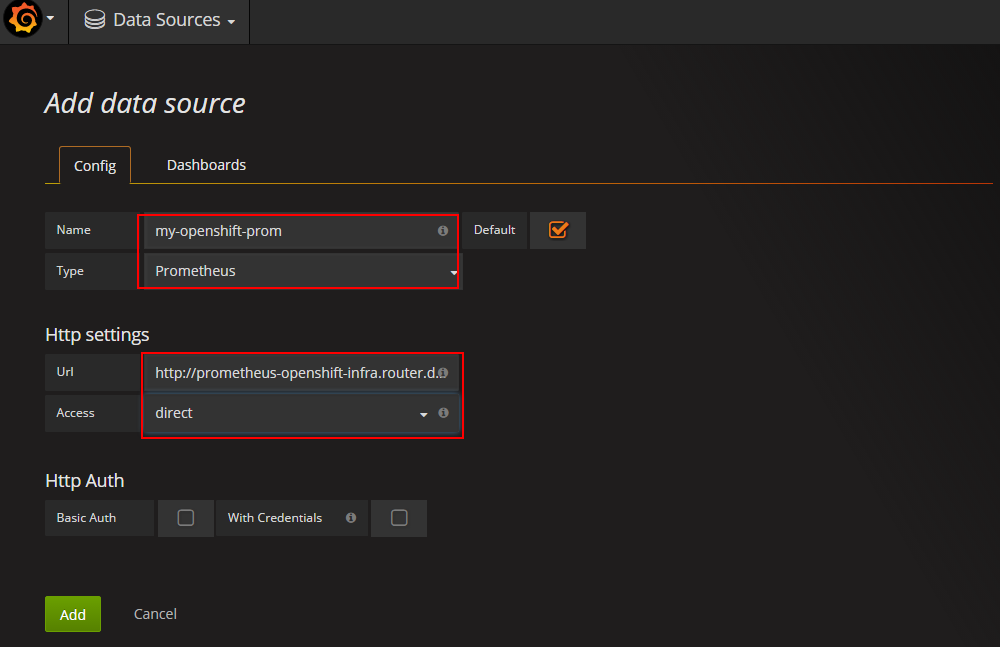 Data Sources
Add data source
Config Dashboards
Name my-openshift-prom Default
Type Prometheus
Http settings
Url http://prometheus-openshift-infra.router.d..
Access direct
Http Auth
Basic Auth With Credentials
Add Cancel